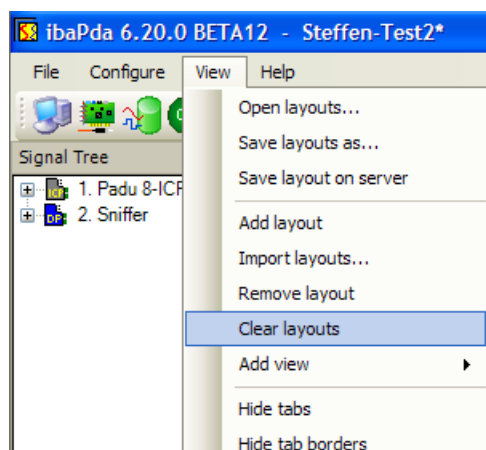 ibaPda 6.20.0 BETA12 - Steffen-Test2*
File Configure View Help
Signal Tree
1. Padu 8-ICP
2. Sniffer
Open layouts...
Save layouts as...
Save layout on server
Add layout
Import layouts...
Remove layout
Clear layouts
Add view
Hide tabs
Hide tab borders